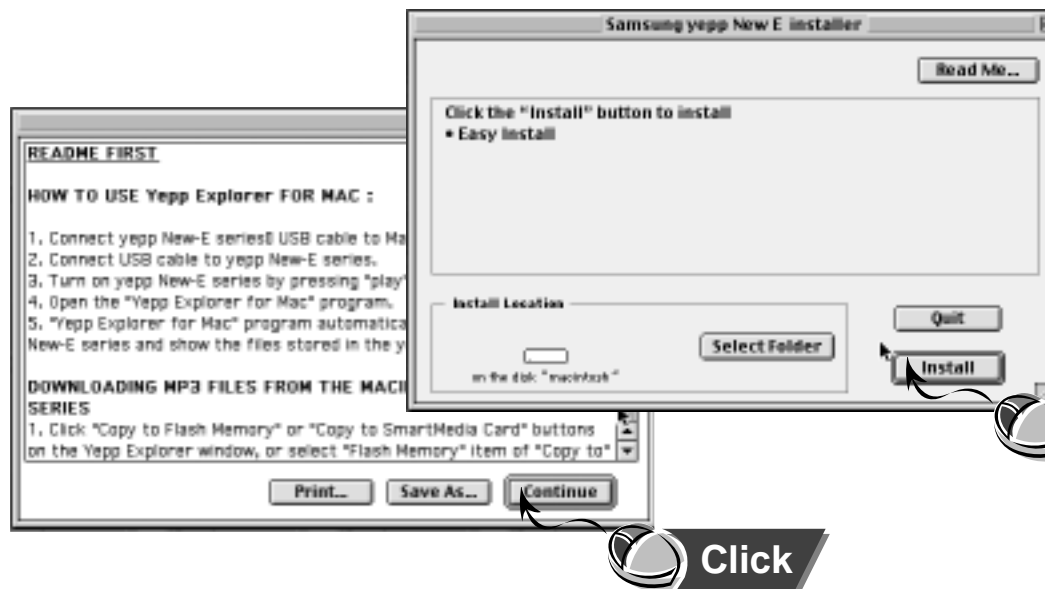 Samsung yepp New E installer
Read Me...
Click the "Install" button to install
• Easy Install
Install Location
Select Folder
on the disk "macintosh"
Quit
Install
README FIRST
HOW TO USE Yepp Explorer FOR MAC :
1. Connect yepp New-E series USB cable to Ma
2. Connect USB cable to yepp New-E series.
3. Turn on yepp New-E series by pressing "play"
4. Open the "Yepp Explorer for Mac" program.
5. "Yepp Explorer for Mac" program automatica
New-E series and show the files stored in the y
DOWNLOADING MP3 FILES FROM THE MACI
SERIES
1. Click "Copy to Flash Memory" or "Copy to SmartMedia Card" buttons
on the Yepp Explorer window, or select "Flash Memory" item of "Copy to"
Print...
Save As...
Continue
Click